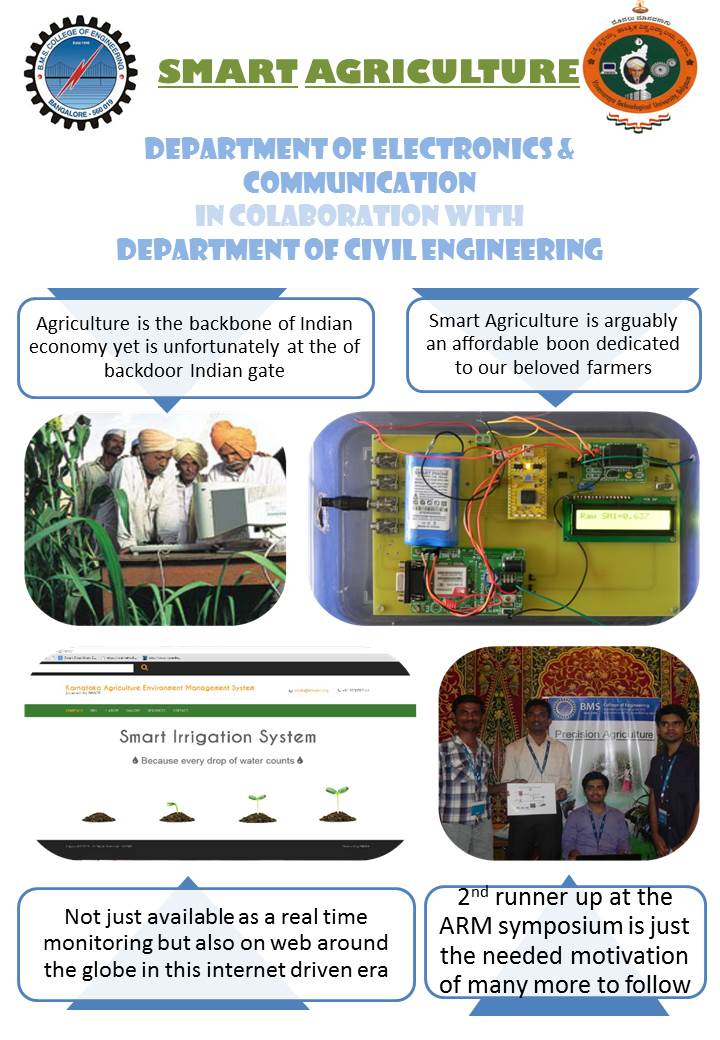 B.M.S. COLLEGE OF ENGINEERING
BANGALORE - 560 019
SMART AGRICULTURE
Visvesvaraya Technological University, Belgaum
DEPARTMENT OF ELECTRONICS &
COMMUNICATION
IN COLABORATION WITH
DEPARTMENT OF CIVIL ENGINEERING
Agriculture is the backbone of Indian
economy yet is unfortunately at the of
backdoor Indian gate
Smart Agriculture is arguably
an affordable boon dedicated
to our beloved farmers
SMART PHONE
Raw SMI=0.637
Karnataka Agriculture Environment Management System
Smart Irrigation System
Because every drop of water counts
BMS College of Engineering
Precision Agriculture
Not just available as a real time
monitoring but also on web around
the globe in this internet driven era
2nd runner up at the
ARM symposium is just
the needed motivation
of many more to follow